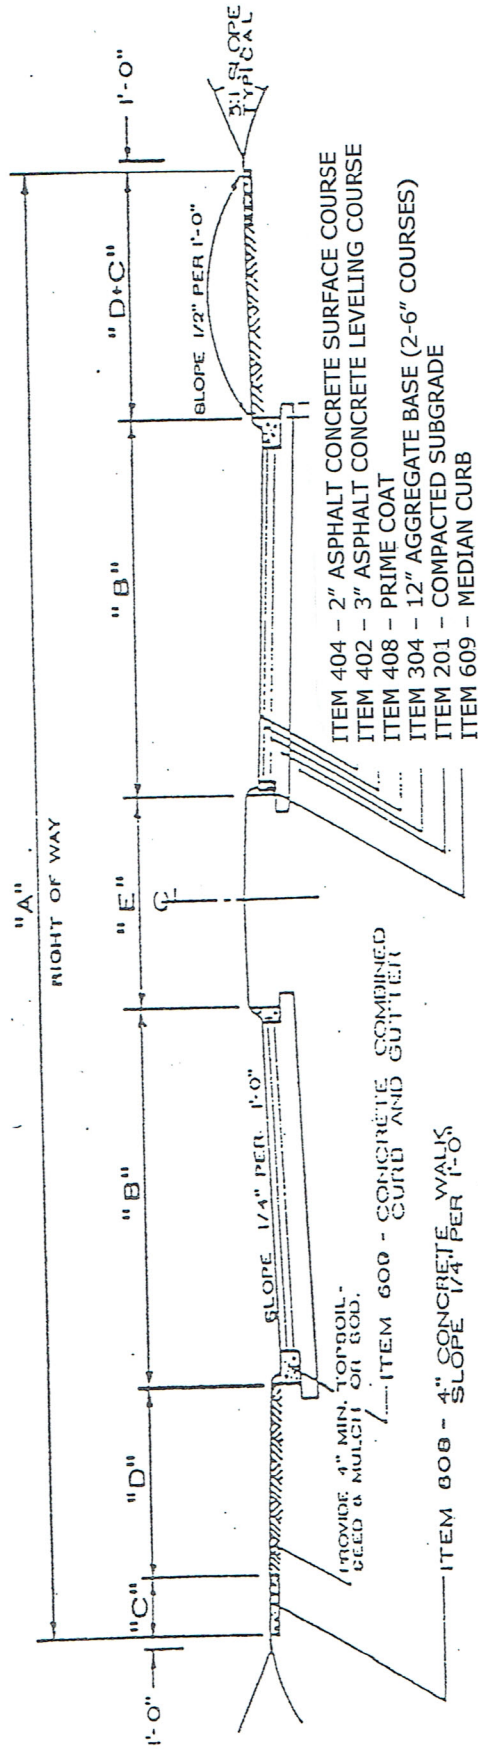 "A"
RIGHT OF WAY
1'-0"
"C"
"D"
"B"
"E"
"B"
"D+C"
1'-0"
SLOPE 1/4" PER 1'-0"
SLOPE 1/2" PER 1'-0"
3:1 SLOPE
TYPICAL
PROVIDE 4" MIN. TOPSOIL -
SEED & MULCH OR SOD.
ITEM 609 - CONCRETE COMBINED
CURB AND GUTTER
ITEM 608 - 4" CONCRETE WALK
SLOPE 1/4" PER 1'-0"
ITEM 404 – 2" ASPHALT CONCRETE SURFACE COURSE
ITEM 402 – 3" ASPHALT CONCRETE LEVELING COURSE
ITEM 408 – PRIME COAT
ITEM 304 – 12" AGGREGATE BASE (2-6" COURSES)
ITEM 201 – COMPACTED SUBGRADE
ITEM 609 – MEDIAN CURB